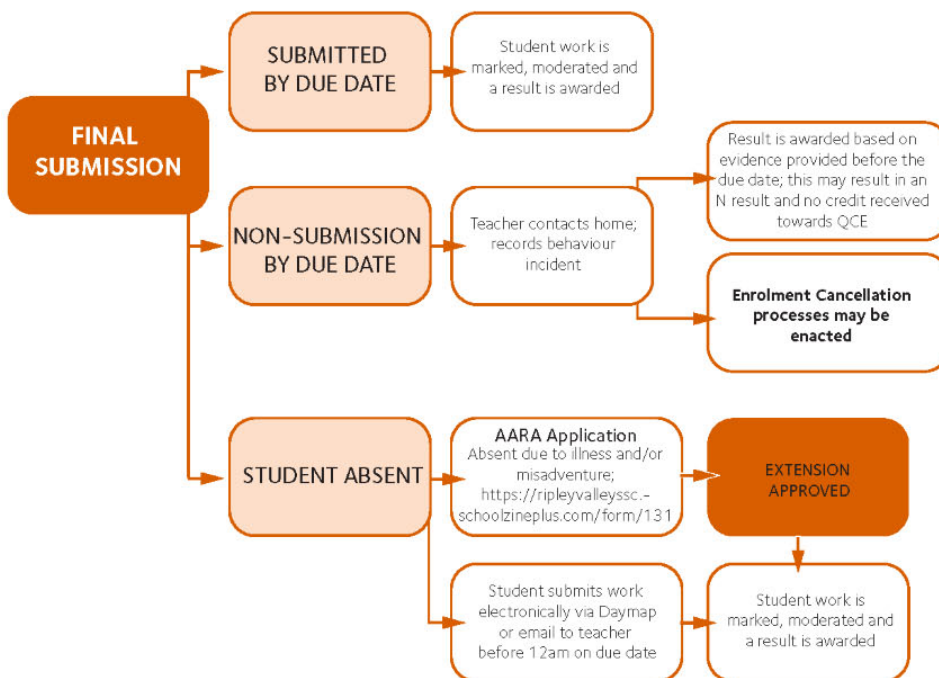 FINAL
SUBMISSION
SUBMITTED
BY DUE DATE
Student work is
marked, moderated and
a result is awarded
NON-SUBMISSION
BY DUE DATE
Teacher contacts home;
records behaviour
incident
Result is awarded based on
evidence provided before the
due date; this may result in an
N result and no credit received
towards QCE
Enrolment Cancellation
processes may be
enacted
STUDENT ABSENT
AARA Application
Absent due to illness and/or
misadventure;
https://ripleyvalleyssc.-
schoolzineplus.com/form/131
EXTENSION
APPROVED
Student submits work
electronically via Daymap
or email to teacher
before 12am on due date
Student work is
marked, moderated and
a result is awarded